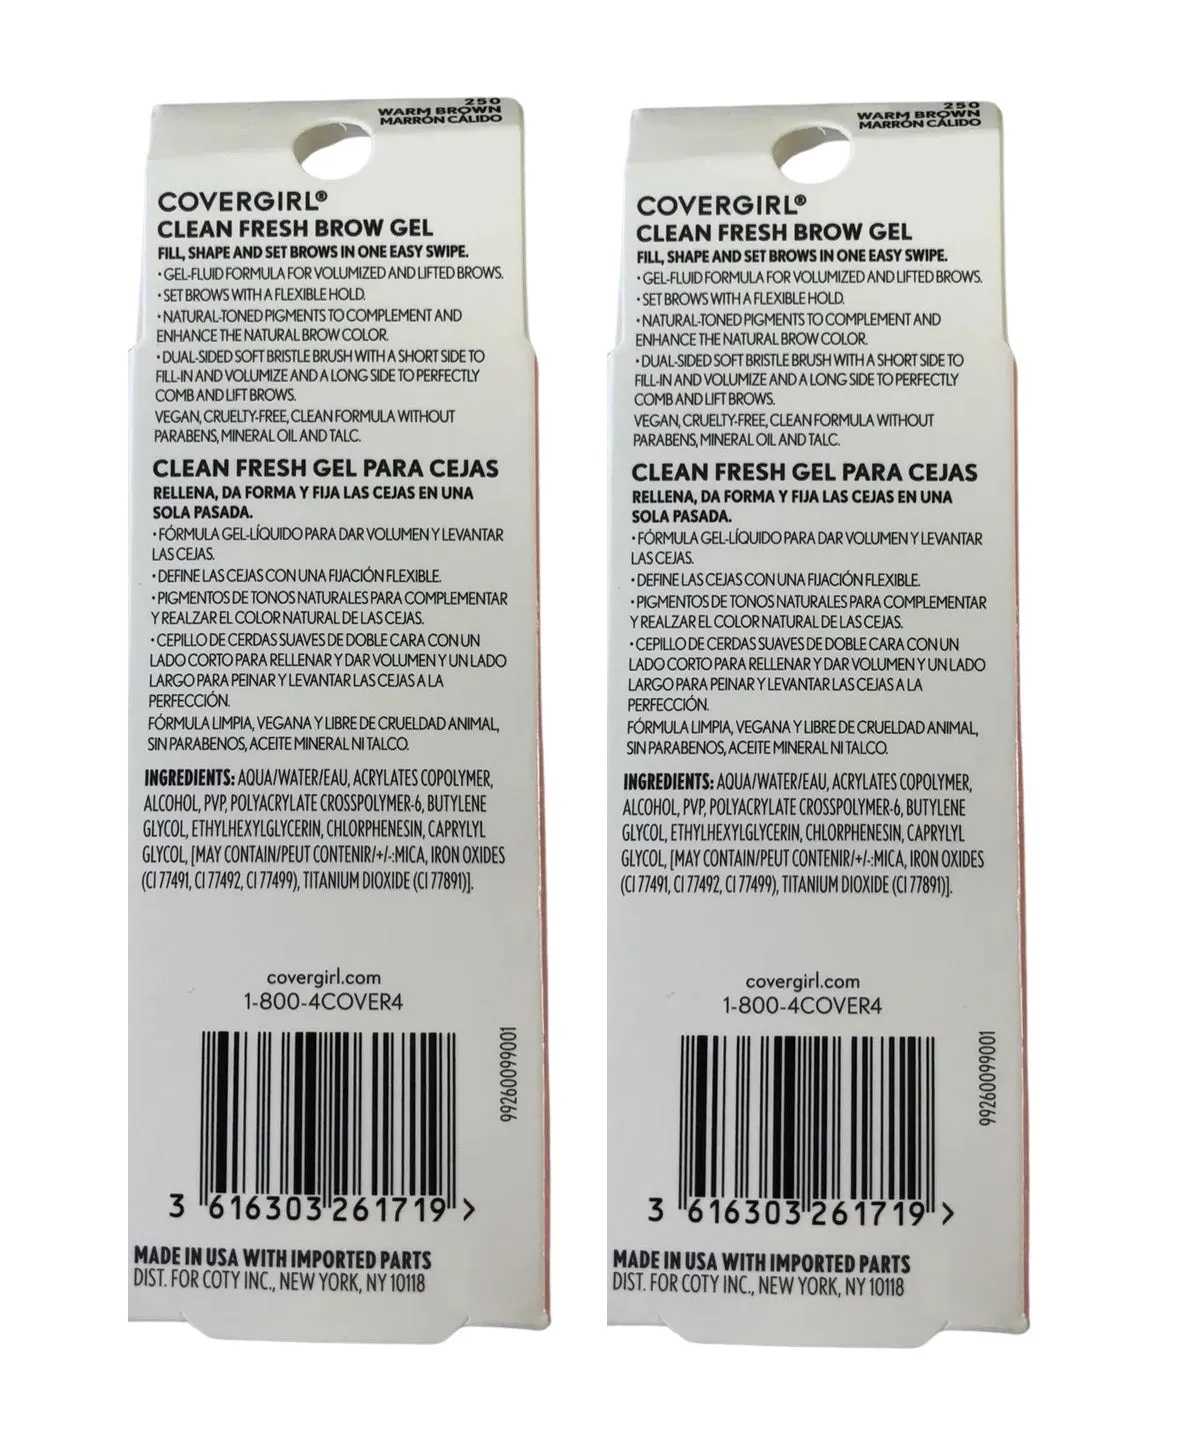 250
WARM BROWN
MARRÓN CÁLIDO
COVERGIRL®
CLEAN FRESH BROW GEL
FILL, SHAPE AND SET BROWS IN ONE EASY SWIPE.
• GEL-FLUID FORMULA FOR VOLUMIZED AND LIFTED BROWS.
• SET BROWS WITH A FLEXIBLE HOLD.
• NATURAL-TONED PIGMENTS TO COMPLEMENT AND
ENHANCE THE NATURAL BROW COLOR.
• DUAL-SIDED SOFT BRISTLE BRUSH WITH A SHORT SIDE TO
FILL-IN AND VOLUMIZE AND A LONG SIDE TO PERFECTLY
COMB AND LIFT BROWS.
VEGAN, CRUELTY-FREE, CLEAN FORMULA WITHOUT
PARABENS, MINERAL OIL AND TALC.
CLEAN FRESH GEL PARA CEJAS
RELLENA, DA FORMA Y FIJA LAS CEJAS EN UNA
SOLA PASADA.
• FÓRMULA GEL-LÍQUIDO PARA DAR VOLUMEN Y LEVANTAR
LAS CEJAS.
• DEFINE LAS CEJAS CON UNA FIJACIÓN FLEXIBLE.
• PIGMENTOS DE TONOS NATURALES PARA COMPLEMENTAR
Y REALZAR EL COLOR NATURAL DE LAS CEJAS.
• CEPILLO DE CERDAS SUAVES DE DOBLE CARA CON UN
LADO CORTO PARA RELLENAR Y DAR VOLUMEN Y UN LADO
LARGO PARA PEINAR Y LEVANTAR LAS CEJAS A LA
PERFECCIÓN.
FÓRMULA LIMPIA, VEGANA Y LIBRE DE CRUELDAD ANIMAL,
SIN PARABENOS, ACEITE MINERAL NI TALCO.
INGREDIENTS: AQUA/WATER/EAU, ACRYLATES COPOLYMER,
ALCOHOL, PVP, POLYACRYLATE CROSSPOLYMER-6, BUTYLENE
GLYCOL, ETHYLHEXYLGLYCERIN, CHLORPHENESIN, CAPRYLYL
GLYCOL, [MAY CONTAIN/PEUT CONTENIR/+/-:MICA, IRON OXIDES
(CI 77491, CI 77492, CI 77499), TITANIUM DIOXIDE (CI 77891)].
covergirl.com
1-800-4COVER4
99260099001
3 616303 261719 >
MADE IN USA WITH IMPORTED PARTS
DIST. FOR COTY INC., NEW YORK, NY 10118
250
WARM BROWN
MARRÓN CÁLIDO
COVERGIRL®
CLEAN FRESH BROW GEL
FILL, SHAPE AND SET BROWS IN ONE EASY SWIPE.
• GEL-FLUID FORMULA FOR VOLUMIZED AND LIFTED BROWS.
• SET BROWS WITH A FLEXIBLE HOLD.
• NATURAL-TONED PIGMENTS TO COMPLEMENT AND
ENHANCE THE NATURAL BROW COLOR.
• DUAL-SIDED SOFT BRISTLE BRUSH WITH A SHORT SIDE TO
FILL-IN AND VOLUMIZE AND A LONG SIDE TO PERFECTLY
COMB AND LIFT BROWS.
VEGAN, CRUELTY-FREE, CLEAN FORMULA WITHOUT
PARABENS, MINERAL OIL AND TALC.
CLEAN FRESH GEL PARA CEJAS
RELLENA, DA FORMA Y FIJA LAS CEJAS EN UNA
SOLA PASADA.
• FÓRMULA GEL-LÍQUIDO PARA DAR VOLUMEN Y LEVANTAR
LAS CEJAS.
• DEFINE LAS CEJAS CON UNA FIJACIÓN FLEXIBLE.
• PIGMENTOS DE TONOS NATURALES PARA COMPLEMENTAR
Y REALZAR EL COLOR NATURAL DE LAS CEJAS.
• CEPILLO DE CERDAS SUAVES DE DOBLE CARA CON UN
LADO CORTO PARA RELLENAR Y DAR VOLUMEN Y UN LADO
LARGO PARA PEINAR Y LEVANTAR LAS CEJAS A LA
PERFECCIÓN.
FÓRMULA LIMPIA, VEGANA Y LIBRE DE CRUELDAD ANIMAL,
SIN PARABENOS, ACEITE MINERAL NI TALCO.
INGREDIENTS: AQUA/WATER/EAU, ACRYLATES COPOLYMER,
ALCOHOL, PVP, POLYACRYLATE CROSSPOLYMER-6, BUTYLENE
GLYCOL, ETHYLHEXYLGLYCERIN, CHLORPHENESIN, CAPRYLYL
GLYCOL, [MAY CONTAIN/PEUT CONTENIR/+/-:MICA, IRON OXIDES
(CI 77491, CI 77492, CI 77499), TITANIUM DIOXIDE (CI 77891)].
covergirl.com
1-800-4COVER4
99260099001
3 616303 261719 >
MADE IN USA WITH IMPORTED PARTS
DIST. FOR COTY INC., NEW YORK, NY 10118